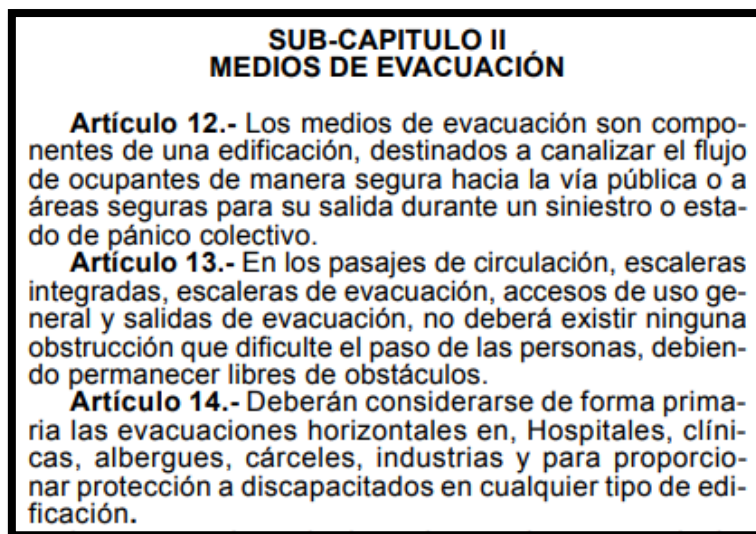 SUB-CAPITULO II
MEDIOS DE EVACUACIÓN
Artículo 12.- Los medios de evacuación son compo-
nentes de una edificación, destinados a canalizar el flujo
de ocupantes de manera segura hacia la vía pública o a
áreas seguras para su salida durante un siniestro o esta-
do de pánico colectivo.
Artículo 13.- En los pasajes de circulación, escaleras
integradas, escaleras de evacuación, accesos de uso ge-
neral y salidas de evacuación, no deberá existir ninguna
obstrucción que dificulte el paso de las personas, debien-
do permanecer libres de obstáculos.
Artículo 14.- Deberán considerarse de forma prima-
ria las evacuaciones horizontales en, Hospitales, clíni-
cas, albergues, cárceles, industrias y para proporcio-
nar protección a discapacitados en cualquier tipo de edi-
ficación.